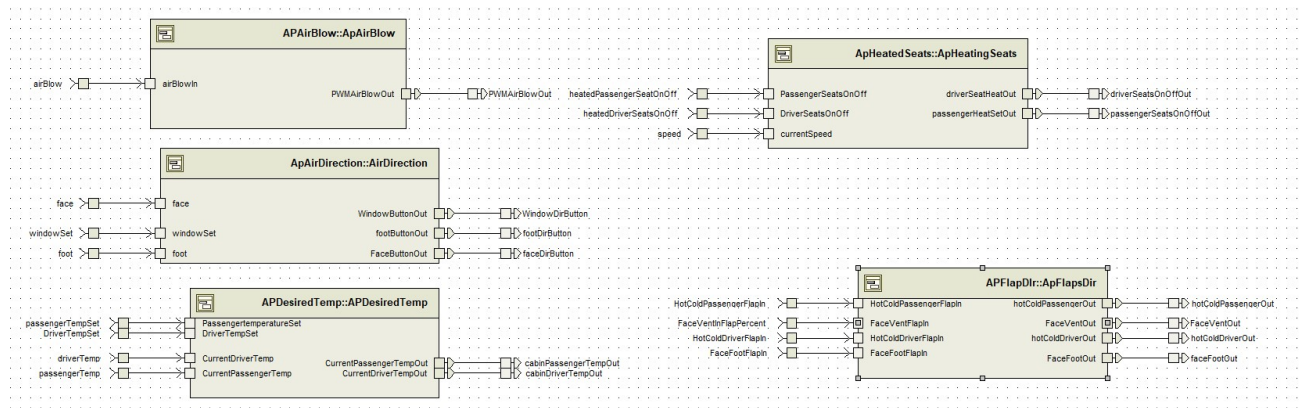 APAirBlow::ApAirBlow
airBlow
airBlowIn
PWMAirBlowOut
PWMAirBlowOut
ApHeatedSeats::ApHeatingSeats
heatedPassengerSeatOnOff
PassengerSeatsOnOff
driverSeatHeatOut
driverSeatsOnOffOut
heatedDriverSeatsOnOff
DriverSeatsOnOff
passengerHeatSetOut
passengerSeatsOnOffOut
speed
currentSpeed
ApAirDirection::AirDirection
face
face
WindowButtonOut
WindowDirButton
windowSet
windowSet
footButtonOut
footDirButton
foot
foot
FaceButtonOut
faceDirButton
APDesiredTemp::APDesiredTemp
passengerTempSet
PassengertemperatureSet
DriverTempSet
DriverTempSet
driverTemp
CurrentDriverTemp
CurrentPassengerTempOut
cabinPassengerTempOut
passengerTemp
CurrentPassengerTemp
CurrentDriverTempOut
cabinDriverTempOut
APFlapDIr::ApFlapsDir
HotColdPassengerFlapIn
HotColdPassengerFlapIn
hotColdPassengerOut
hotColdPassengerOut
FaceVentInFlapPercent
FaceVentFlapIn
FaceVentOut
FaceVentOut
HotColdDriverFlapIn
HotColdDriverFlapIn
hotColdDriverOut
hotColdDriverOut
FaceFootFlapIn
FaceFootFlapIn
FaceFootOut
faceFootOut